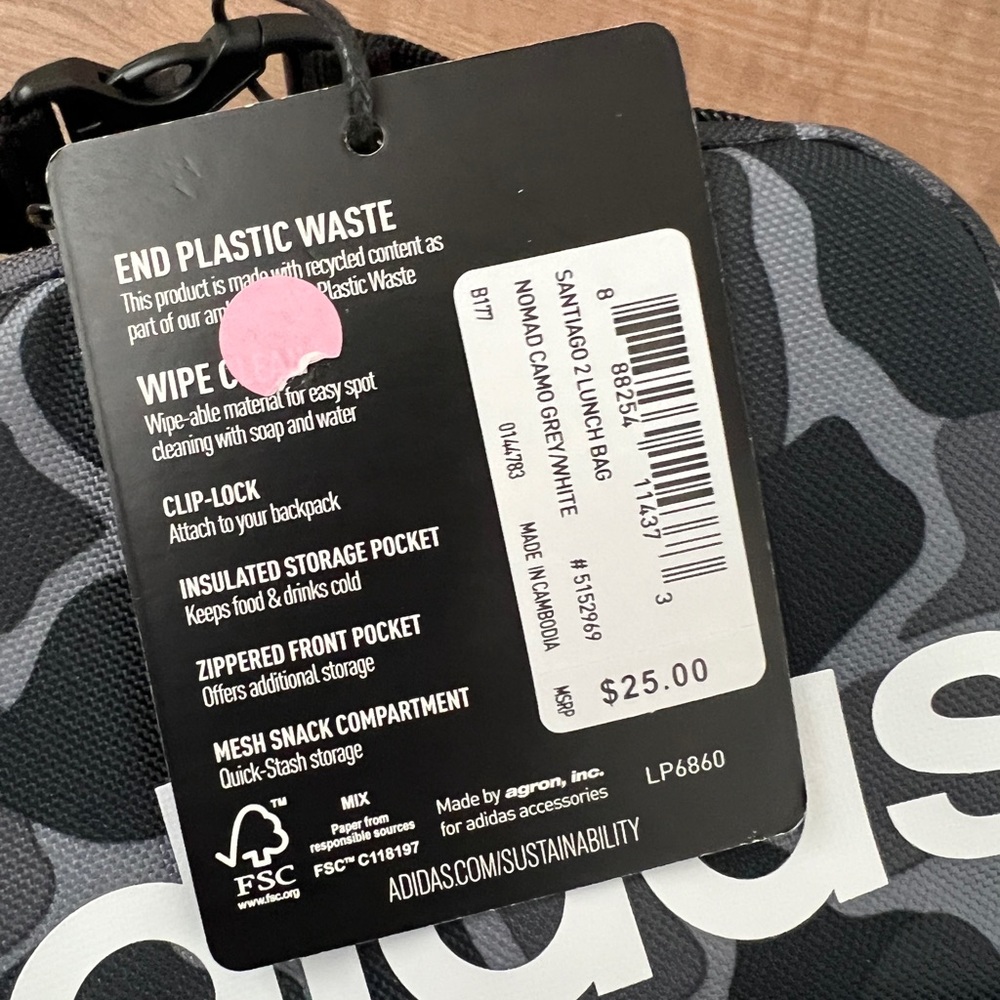 END PLASTIC WASTE
This product is made with recycled content as
part of our Plastic Waste
WIPE
Wipe-able material for easy spot
cleaning with soap and water
CLIP-LOCK
Attach to your backpack
INSULATED STORAGE POCKET
Keeps food & drinks cold
ZIPPERED FRONT POCKET
Offers additional storage
MESH SNACK COMPARTMENT
Quick-Stash storage
FSC™
www.fsc.org
MIX
Paper from
responsible sources
FSC™ C118197
Made by agron, inc.
for adidas accessories
LP6860
ADIDAS.COM/SUSTAINABILITY
8 88254 11437 3
SANTIAGO 2 LUNCH BAG #5152969
NOMAD CAMO GREY/WHITE
0144783 MADE IN CAMBODIA
B177
MSRP $25.00
adidas